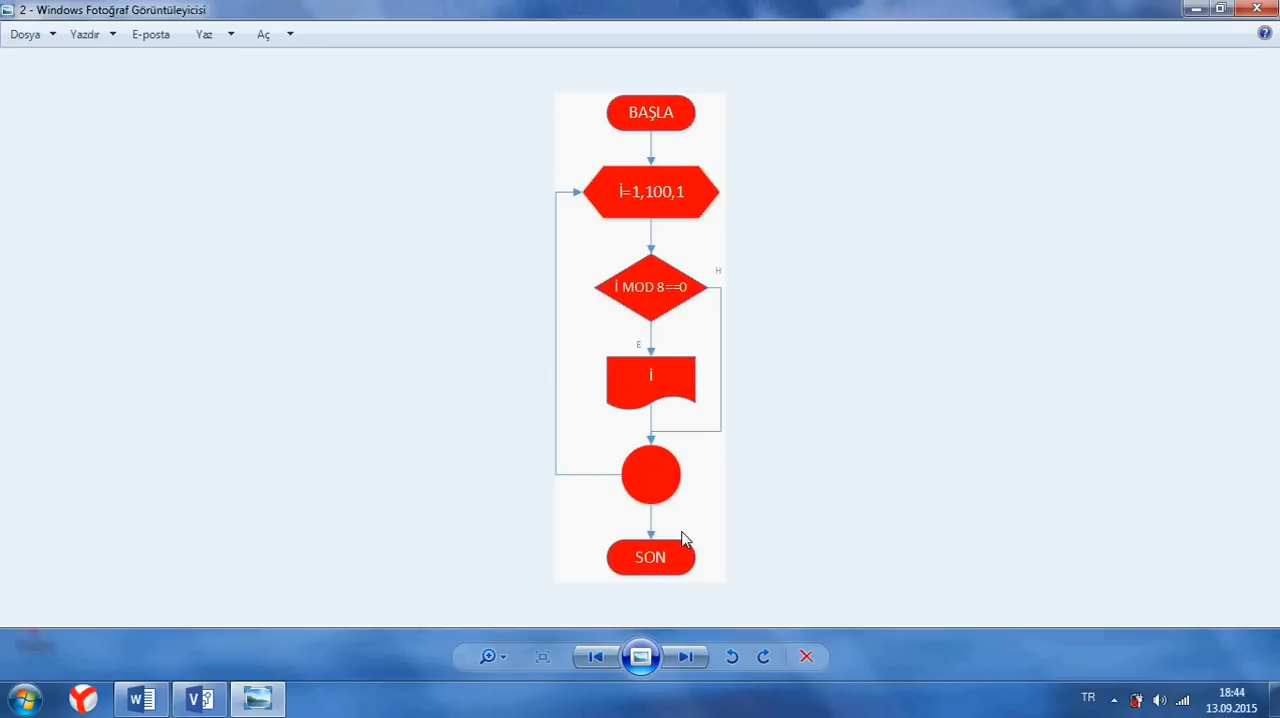 2 - Windows Fotoğraf Görüntüleyicisi
Dosya Yazdır E-posta Yaz Aç
BAŞLA
İ=1,100,1
H
İ MOD 8==0
E
İ
SON
TR 18:44
13.09.2015